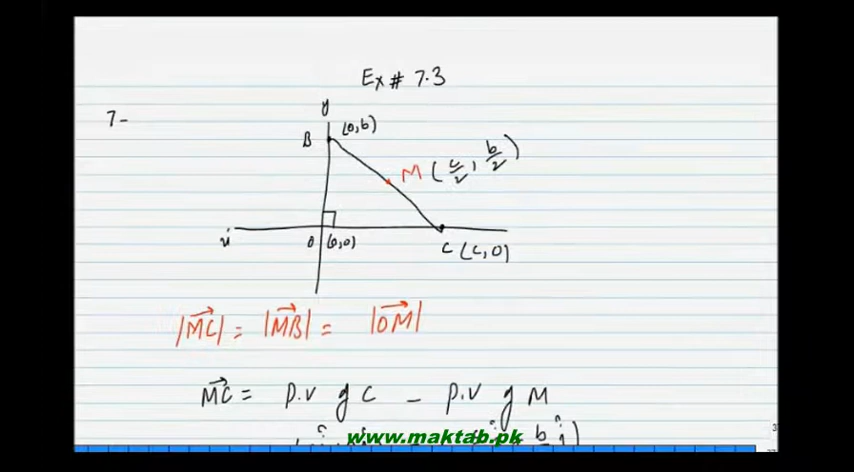 Ex # 7.3
7-
y
B (0,b)
M (c/2, b/2)
O (0,0)
C (C,0)
|MC| = |MB| = |OM|
MC = P.V of C - P.V of M
www.maktab.pk